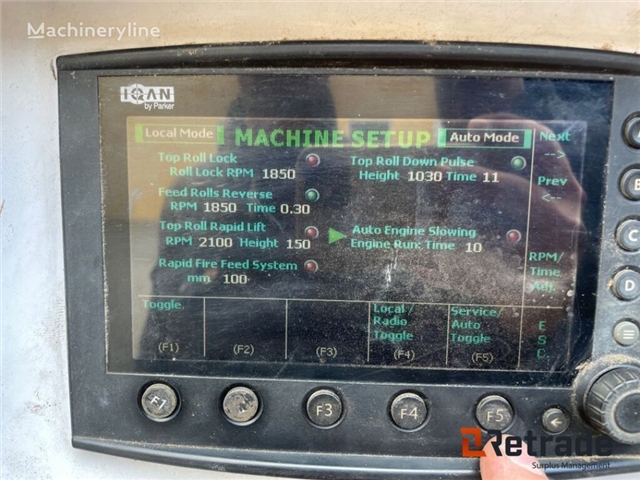 Machineryline
IQAN
by Parker
Local Mode MACHINE SETUP Auto Mode Next
-->
Top Roll Lock
Roll Lock RPM 1850
Top Roll Down Pulse
Height 1030 Time 11
Prev
<--
Feed Rolls Reverse
RPM 1850 Time 0.30
Top Roll Rapid Lift
RPM 2100 Height 150
Auto Engine Slowing
Engine Run: Time 10
Rapid Fire Feed System
mm 100
RPM/
Time
Adj.
Toggle
(F1)
(F2)
(F3)
Local/
Radio
Toggle
(F4)
Service/
Auto
Toggle
(F5)
E
S
C
B
C
D
F1
F3
F4
F5
Retrade
Surplus Management